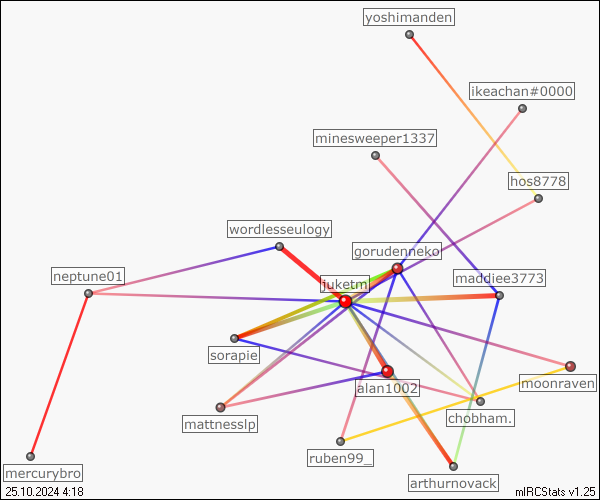 yoshimanden
ikeachan#0000
minesweeper1337
hos8778
wordlesseulogy
gorudenneko
neptune01
juketm
maddiee3773
sorapie
alan1002
moonraven
mattnesslp
chobham.
ruben99_
mercurybro
arthurnovack
25.10.2024 4:18
mIRCStats v1.25